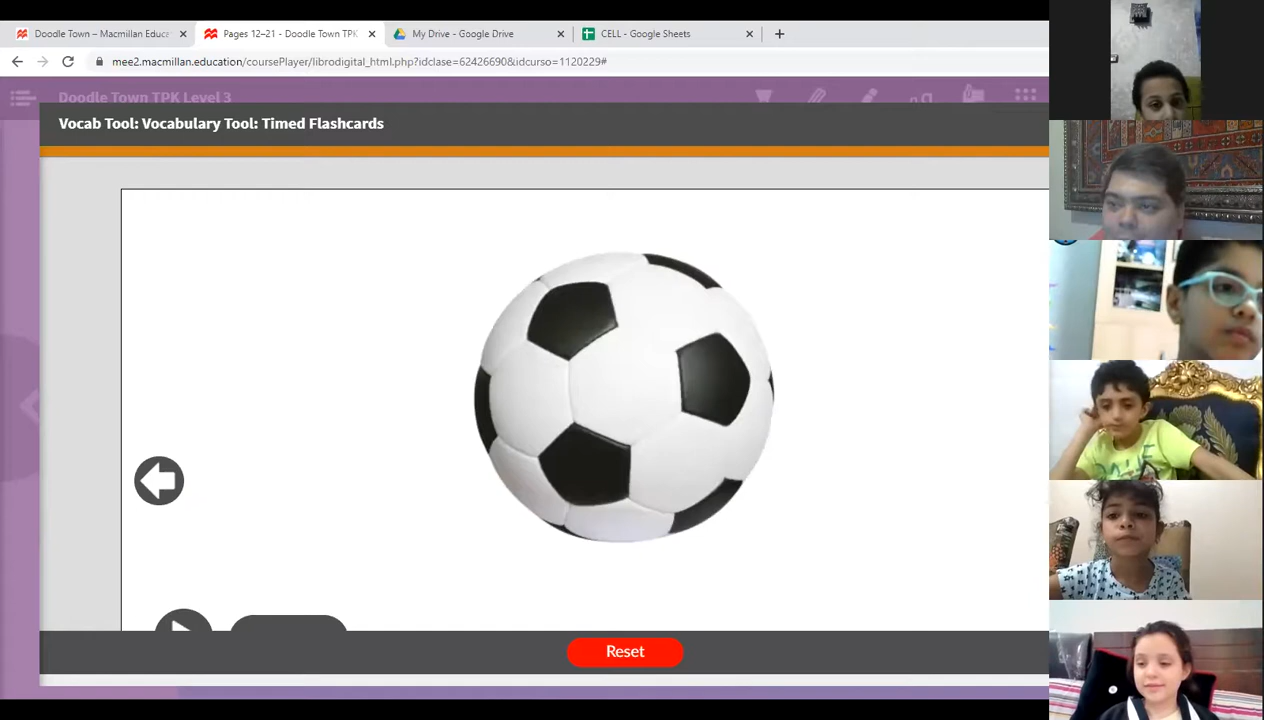 Doodle Town – Macmillan Educa
Pages 12–21 - Doodle Town TPK
My Drive - Google Drive
CELL - Google Sheets
mee2.macmillan.education/coursePlayer/librodigital_html.php?idclase=62426690&idcurso=1120229#
Doodle Town TPK Level 3
Vocab Tool: Vocabulary Tool: Timed Flashcards
Reset